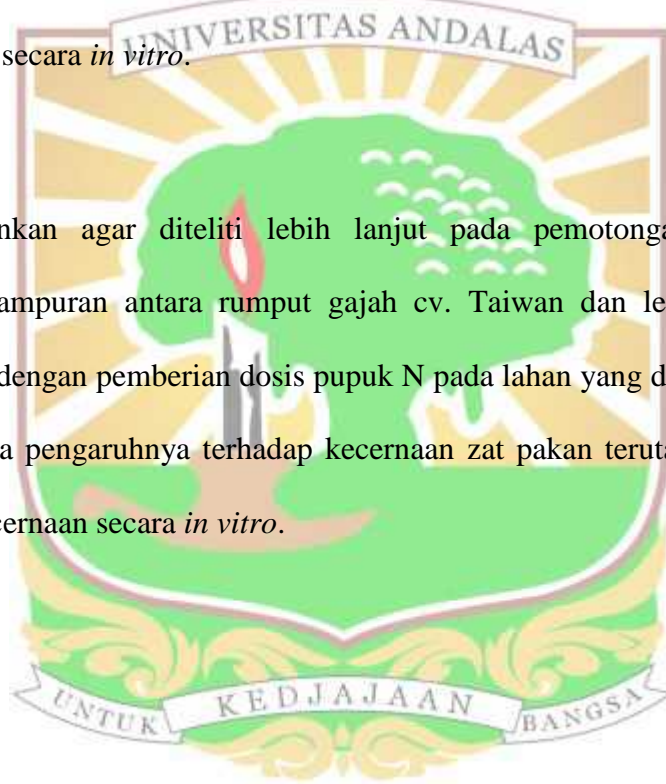 UNIVERSITAS ANDALAS
secara in vitro.
nkan agar diteliti lebih lanjut pada pemotonga
ampuran antara rumput gajah cv. Taiwan dan le
dengan pemberian dosis pupuk N pada lahan yang d
a pengaruhnya terhadap kecernaan zat pakan teruta
cernaan secara in vitro.
UNTUK KEDJAJAAN BANGSA